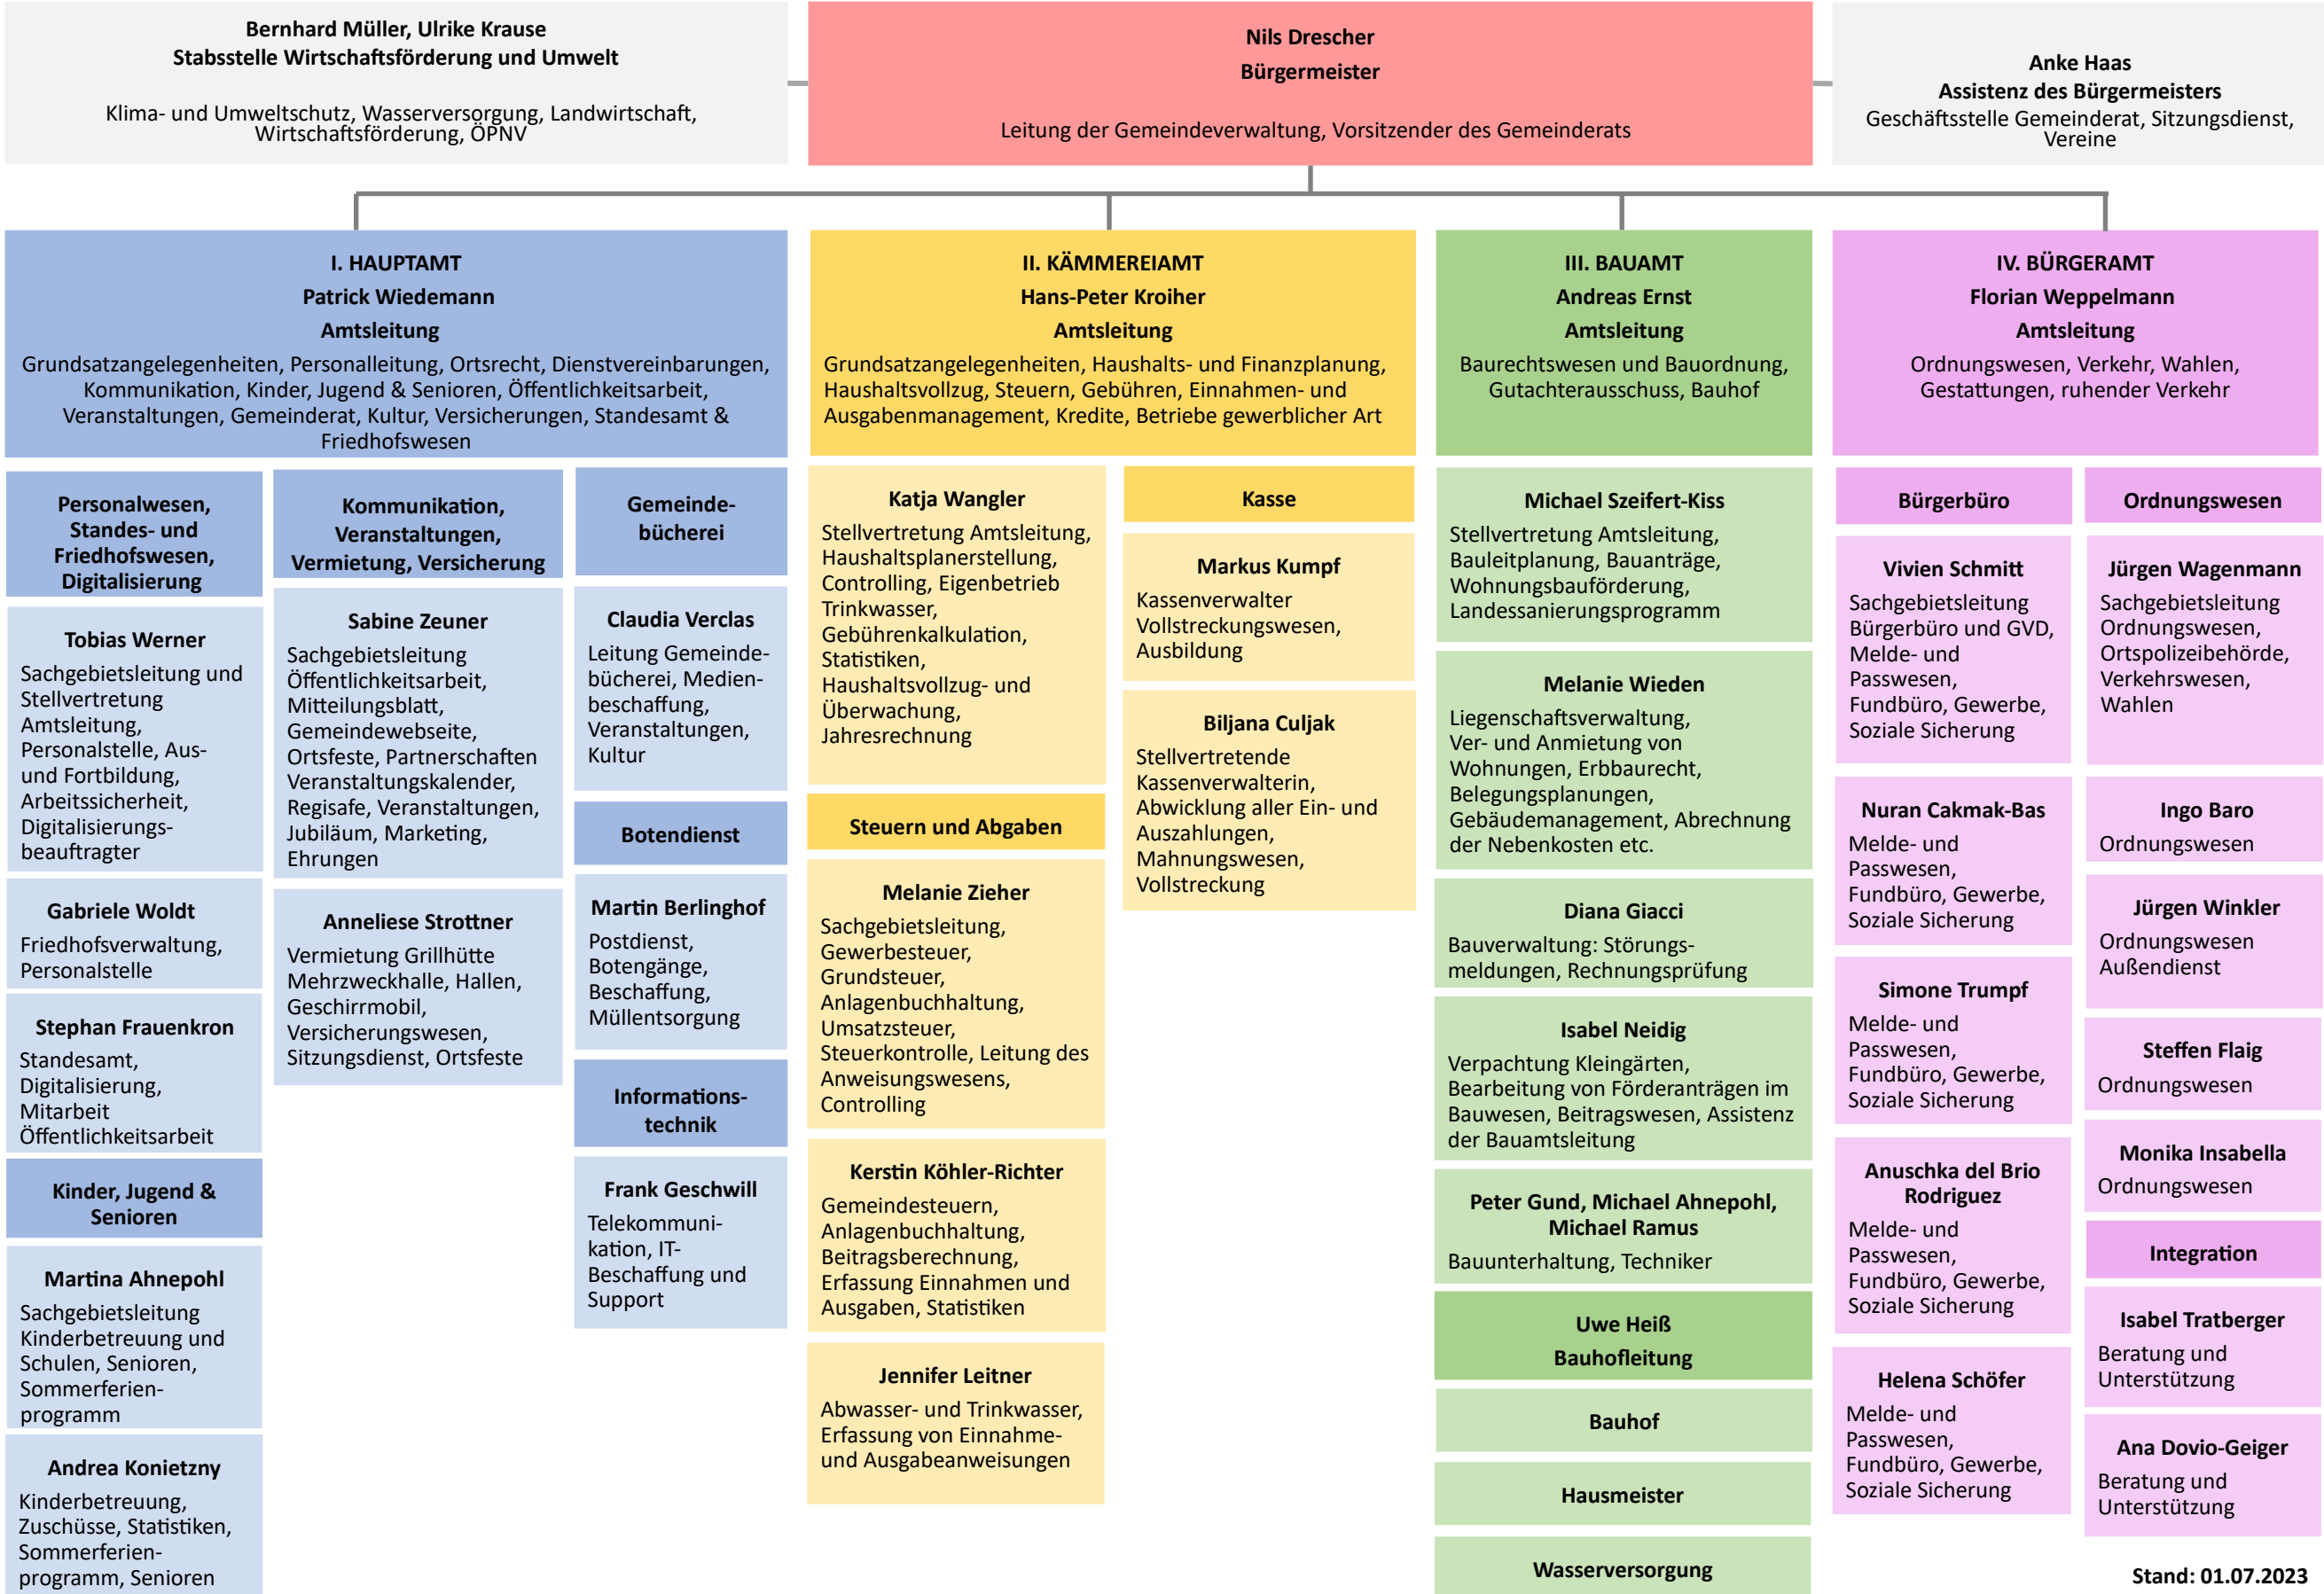 Bernhard Müller, Ulrike Krause
Stabsstelle Wirtschaftsförderung und Umwelt
Klima- und Umweltschutz, Wasserversorgung, Landwirtschaft,
Wirtschaftsförderung, ÖPNV
Nils Drescher
Bürgermeister
Leitung der Gemeindeverwaltung, Vorsitzender des Gemeinderats
Anke Haas
Assistenz des Bürgermeisters
Geschäftsstelle Gemeinderat, Sitzungsdienst,
Vereine
I. HAUPTAMT
Patrick Wiedemann
Amtsleitung
Grundsatzangelegenheiten, Personalleitung, Ortsrecht, Dienstvereinbarungen,
Kommunikation, Kinder, Jugend & Senioren, Öffentlichkeitsarbeit,
Veranstaltungen, Gemeinderat, Kultur, Versicherungen, Standesamt &
Friedhofswesen
Personalwesen,
Standes- und
Friedhofswesen,
Digitalisierung
Tobias Werner
Sachgebietsleitung und
Stellvertretung
Amtsleitung,
Personalstelle, Aus-
und Fortbildung,
Arbeitssicherheit,
Digitalisierungs-
beauftragter
Gabriele Woldt
Friedhofsverwaltung,
Personalstelle
Stephan Frauenkron
Standesamt,
Digitalisierung,
Mitarbeit
Öffentlichkeitsarbeit
Kinder, Jugend &
Senioren
Martina Ahnepohl
Sachgebietsleitung
Kinderbetreuung und
Schulen, Senioren,
Sommerferien-
programm
Andrea Konietzny
Kinderbetreuung,
Zuschüsse, Statistiken,
Sommerferien-
programm, Senioren
Kommunikation,
Veranstaltungen,
Vermietung, Versicherung
Sabine Zeuner
Sachgebietsleitung
Öffentlichkeitsarbeit,
Mitteilungsblatt,
Gemeindewebseite,
Ortsfeste, Partnerschaften
Veranstaltungskalender,
Regisafe, Veranstaltungen,
Jubiläum, Marketing,
Ehrungen
Anneliese Strottner
Vermietung Grillhütte
Mehrzweckhalle, Hallen,
Geschirrmobil,
Versicherungswesen,
Sitzungsdienst, Ortsfeste
Gemeinde-
bücherei
Claudia Verclas
Leitung Gemeinde-
bücherei, Medien-
beschaffung,
Veranstaltungen,
Kultur
Botendienst
Martin Berlinghof
Postdienst,
Botengänge,
Beschaffung,
Müllentsorgung
Informations-
technik
Frank Geschwill
Telekommuni-
kation, IT-
Beschaffung und
Support
II. KÄMMEREIAMT
Hans-Peter Kroiher
Amtsleitung
Grundsatzangelegenheiten, Haushalts- und Finanzplanung,
Haushaltsvollzug, Steuern, Gebühren, Einnahmen- und
Ausgabenmanagement, Kredite, Betriebe gewerblicher Art
Katja Wangler
Stellvertretung Amtsleitung,
Haushaltsplanerstellung,
Controlling, Eigenbetrieb
Trinkwasser,
Gebührenkalkulation,
Statistiken,
Haushaltsvollzug- und
Überwachung,
Jahresrechnung
Steuern und Abgaben
Melanie Zieher
Sachgebietsleitung,
Gewerbesteuer,
Grundsteuer,
Anlagenbuchhaltung,
Umsatzsteuer,
Steuerkontrolle, Leitung des
Anweisungswesens,
Controlling
Kerstin Köhler-Richter
Gemeindesteuern,
Anlagenbuchhaltung,
Beitragsberechnung,
Erfassung Einnahmen und
Ausgaben, Statistiken
Jennifer Leitner
Abwasser- und Trinkwasser,
Erfassung von Einnahme-
und Ausgabeanweisungen
Kasse
Markus Kumpf
Kassenverwalter
Vollstreckungswesen,
Ausbildung
Biljana Culjak
Stellvertretende
Kassenverwalterin,
Abwicklung aller Ein- und
Auszahlungen,
Mahnungswesen,
Vollstreckung
III. BAUAMT
Andreas Ernst
Amtsleitung
Baurechtswesen und Bauordnung,
Gutachterausschuss, Bauhof
Michael Szeifert-Kiss
Stellvertretung Amtsleitung,
Bauleitplanung, Bauanträge,
Wohnungsbauförderung,
Landessanierungsprogramm
Melanie Wieden
Liegenschaftsverwaltung,
Ver- und Anmietung von
Wohnungen, Erbbaurecht,
Belegungsplanungen,
Gebäudemanagement, Abrechnung
der Nebenkosten etc.
Diana Giacci
Bauverwaltung: Störungs-
meldungen, Rechnungsprüfung
Isabel Neidig
Verpachtung Kleingärten,
Bearbeitung von Förderanträgen im
Bauwesen, Beitragswesen, Assistenz
der Bauamtsleitung
Peter Gund, Michael Ahnepohl,
Michael Ramus
Bauunterhaltung, Techniker
Uwe Heiß
Bauhofleitung
Bauhof
Hausmeister
Wasserversorgung
IV. BÜRGERAMT
Florian Weppelmann
Amtsleitung
Ordnungswesen, Verkehr, Wahlen,
Gestattungen, ruhender Verkehr
Bürgerbüro
Vivien Schmitt
Sachgebietsleitung
Bürgerbüro und GVD,
Melde- und
Passwesen,
Fundbüro, Gewerbe,
Soziale Sicherung
Nuran Cakmak-Bas
Melde- und
Passwesen,
Fundbüro, Gewerbe,
Soziale Sicherung
Simone Trumpf
Melde- und
Passwesen,
Fundbüro, Gewerbe,
Soziale Sicherung
Anuschka del Brio
Rodriguez
Melde- und
Passwesen,
Fundbüro, Gewerbe,
Soziale Sicherung
Helena Schöfer
Melde- und
Passwesen,
Fundbüro, Gewerbe,
Soziale Sicherung
Ordnungswesen
Jürgen Wagenmann
Sachgebietsleitung
Ordnungswesen,
Ortspolizeibehörde,
Verkehrswesen,
Wahlen
Ingo Baro
Ordnungswesen
Jürgen Winkler
Ordnungswesen
Außendienst
Steffen Flaig
Ordnungswesen
Monika Insabella
Ordnungswesen
Integration
Isabel Tratberger
Beratung und
Unterstützung
Ana Dovio-Geiger
Beratung und
Unterstützung
Stand: 01.07.2023